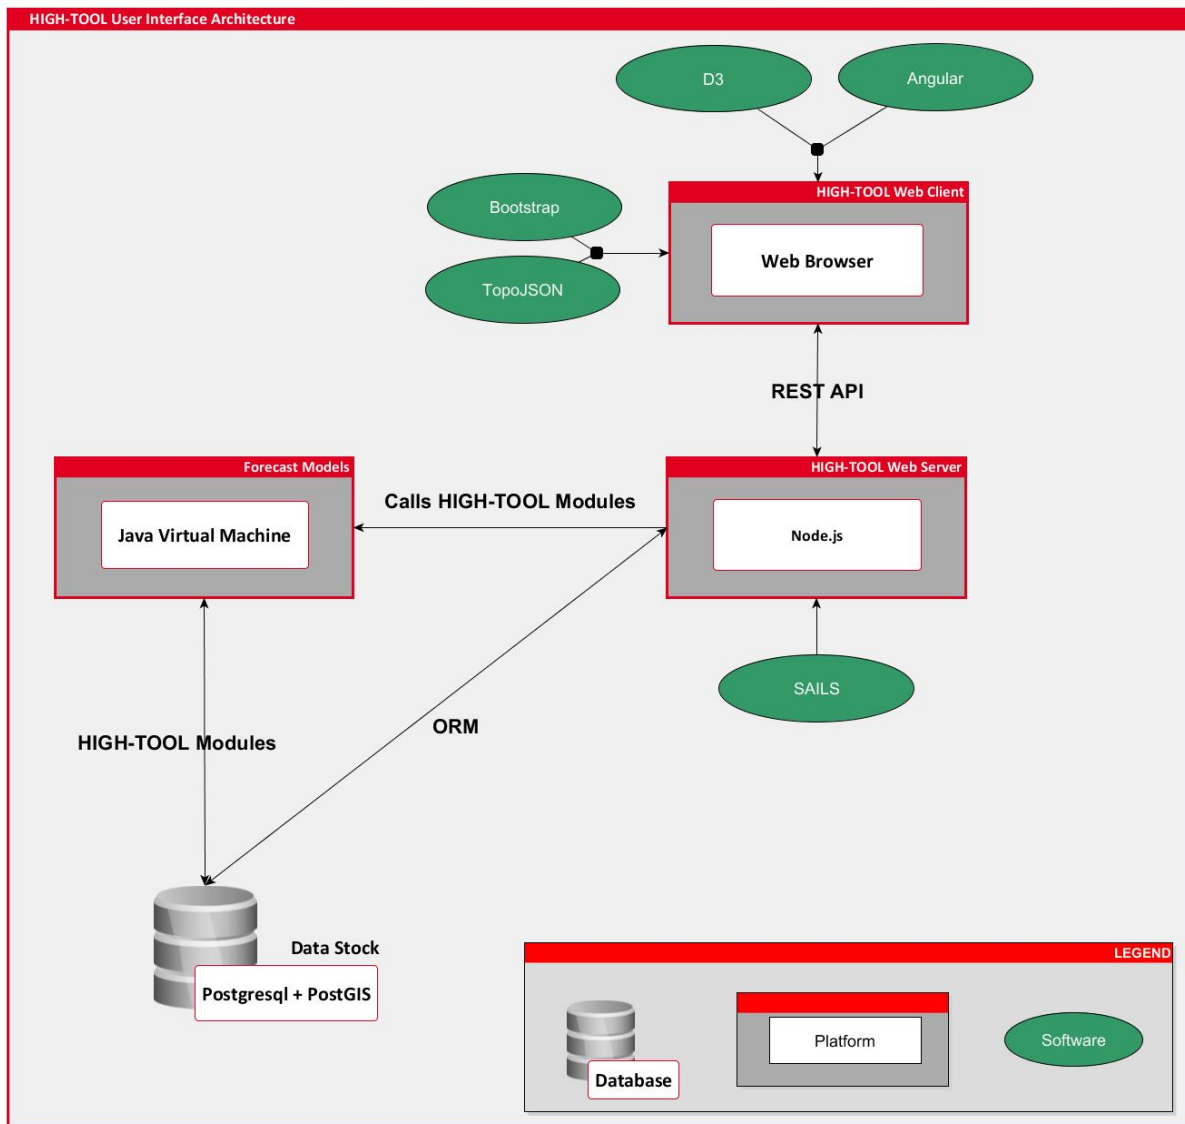 HIGH-TOOL User Interface Architecture
D3
Angular
HIGH-TOOL Web Client
Bootstrap
Web Browser
TopoJSON
REST API
Forecast Models
HIGH-TOOL Web Server
Calls HIGH-TOOL Modules
Java Virtual Machine
Node.js
SAILS
ORM
HIGH-TOOL Modules
Data Stock
Postgresql + PostGIS
LEGEND
Platform
Software
Database